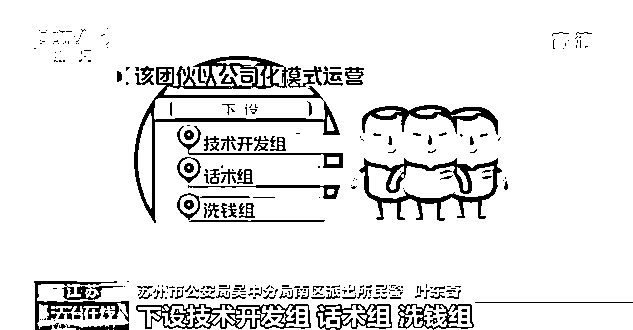 该团伙以公司化模式运营
下设
技术开发组
话术组
洗钱组
江苏
苏州市公安局吴中分局南区派出所民警 叶东奇
下设技术开发组 话术组 洗钱组